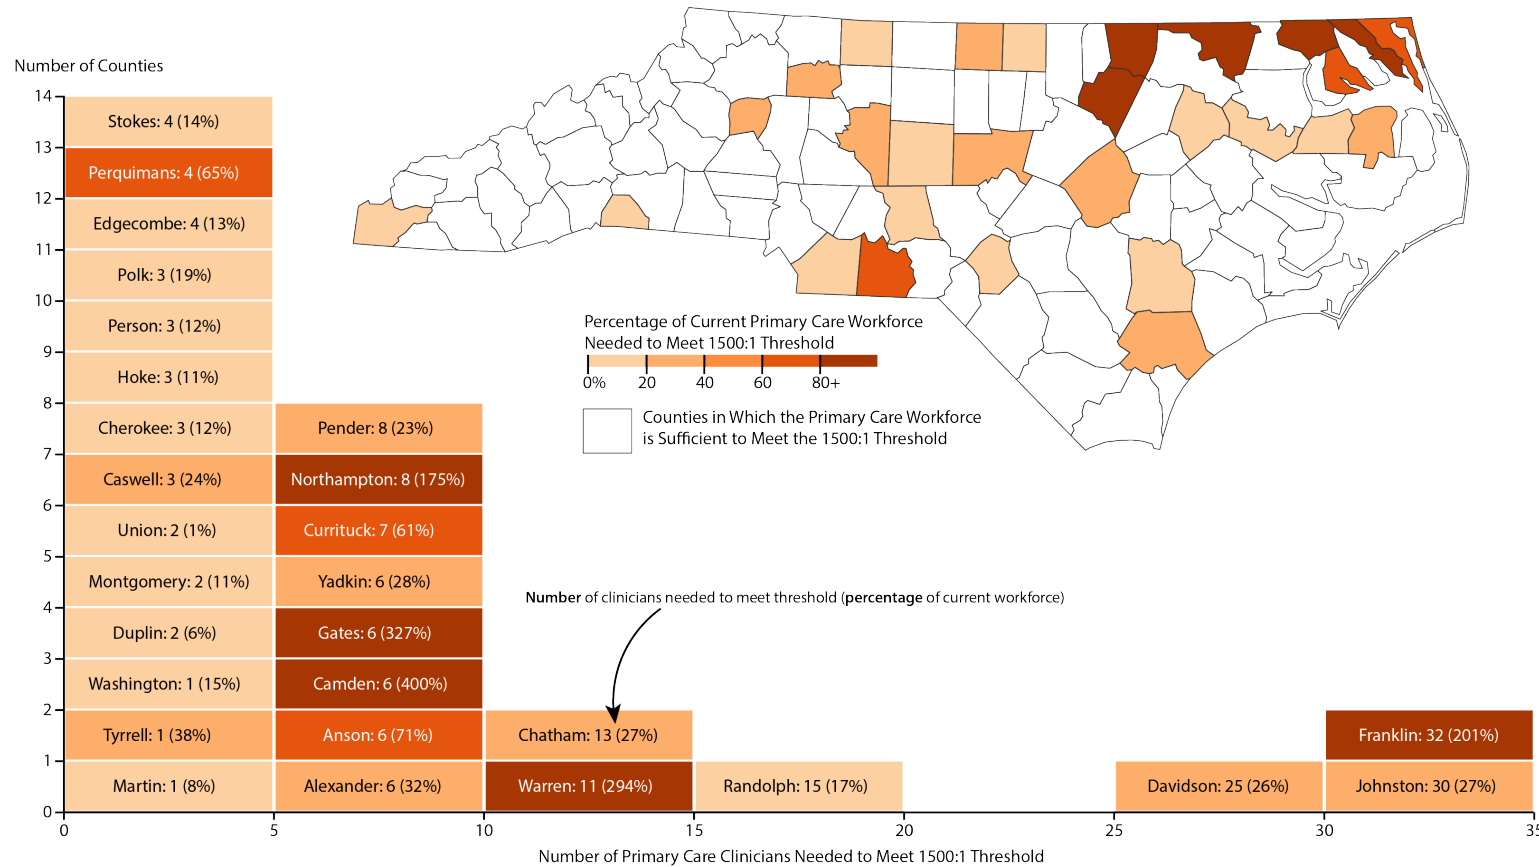 Number of Counties
14
13
12
11
10
9
8
7
6
5
4
3
2
1
0
Stokes: 4 (14%)
Perquimans: 4 (65%)
Edgecombe: 4 (13%)
Polk: 3 (19%)
Person: 3 (12%)
Hoke: 3 (11%)
Cherokee: 3 (12%)
Caswell: 3 (24%)
Union: 2 (1%)
Montgomery: 2 (11%)
Duplin: 2 (6%)
Washington: 1 (15%)
Tyrrell: 1 (38%)
Martin: 1 (8%)
Pender: 8 (23%)
Northampton: 8 (175%)
Currituck: 7 (61%)
Yadkin: 6 (28%)
Gates: 6 (327%)
Camden: 6 (400%)
Anson: 6 (71%)
Alexander: 6 (32%)
Chatham: 13 (27%)
Warren: 11 (294%)
Randolph: 15 (17%)
Davidson: 25 (26%)
Franklin: 32 (201%)
Johnston: 30 (27%)
Percentage of Current Primary Care Workforce
Needed to Meet 1500:1 Threshold
0% 20 40 60 80+
Counties in Which the Primary Care Workforce
is Sufficient to Meet the 1500:1 Threshold
Number of clinicians needed to meet threshold (percentage of current workforce)
0 5 10 15 20 25 30 35
Number of Primary Care Clinicians Needed to Meet 1500:1 Threshold